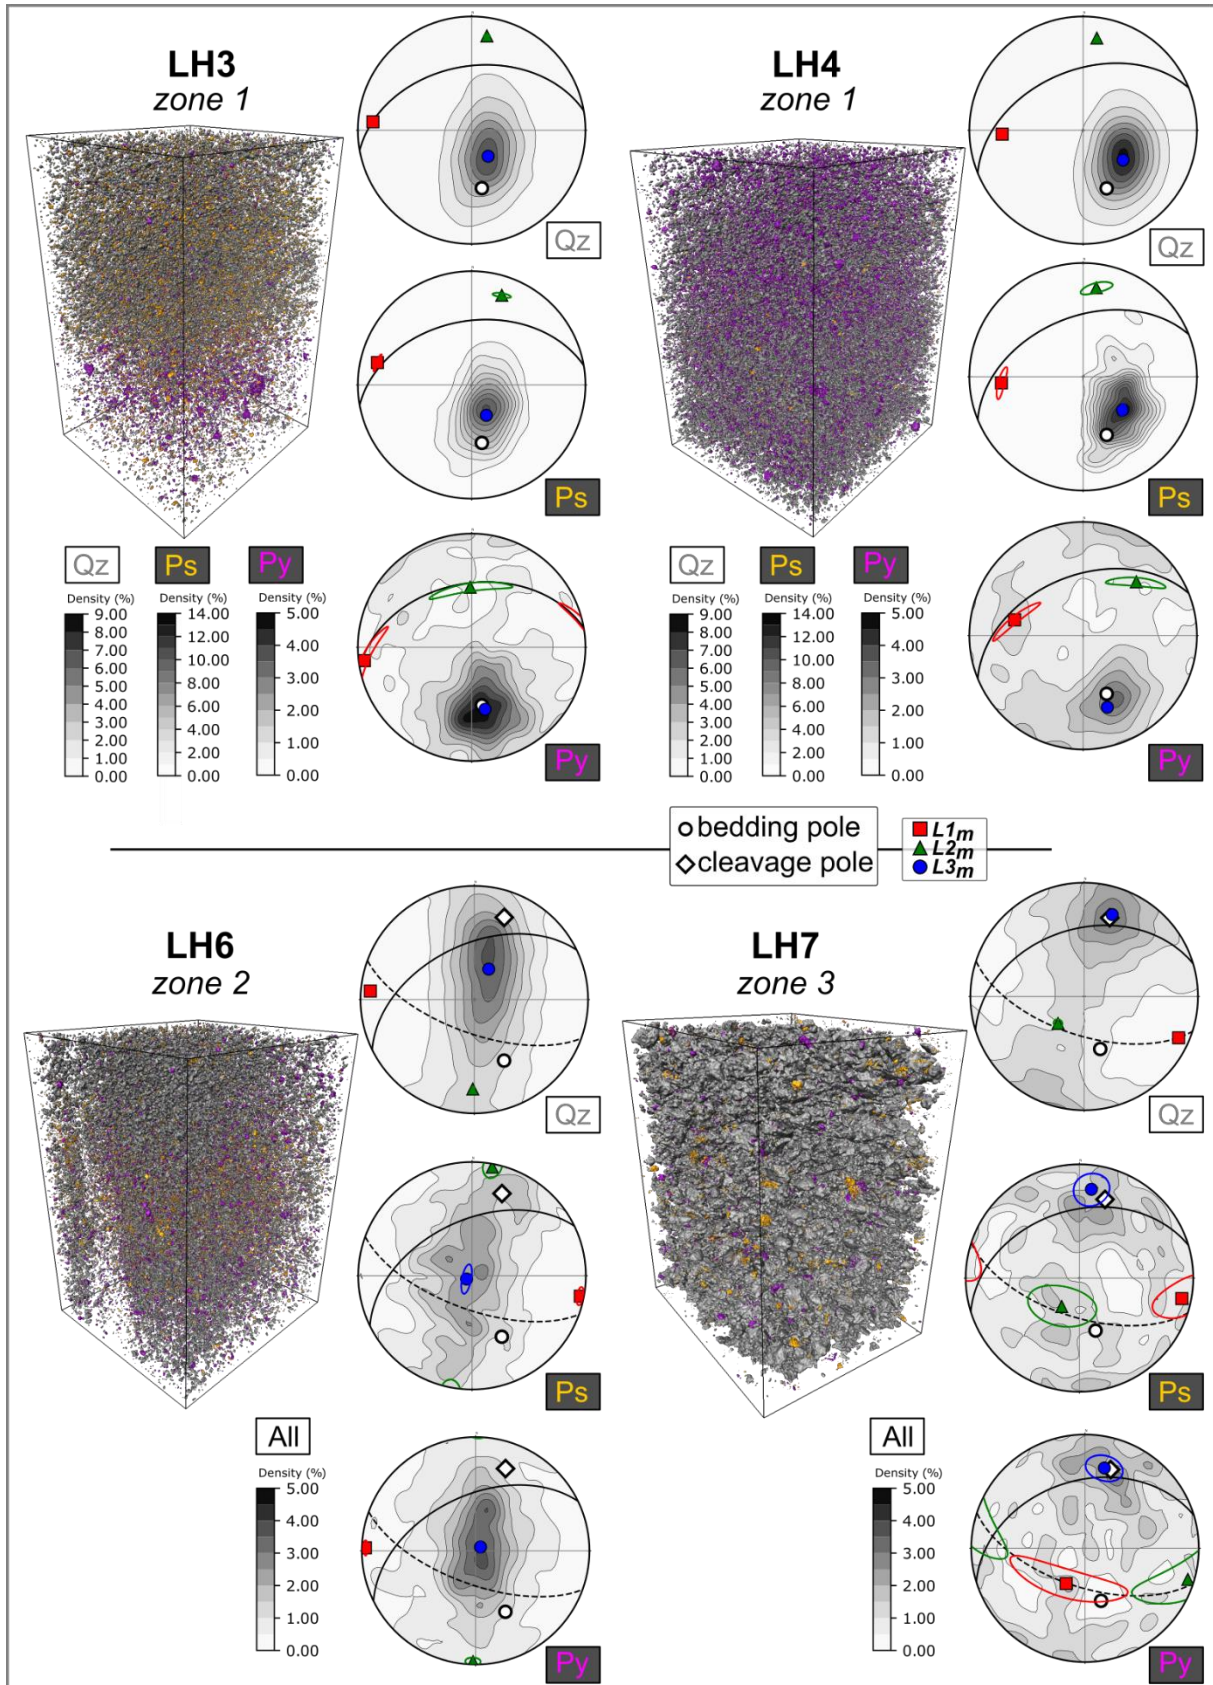 LH3
zone 1
Qz
Ps
Qz Ps Py
Density (%) Density (%) Density (%)
9.00 14.00 5.00
8.00 12.00 4.00
7.00 10.00 3.00
6.00 8.00 2.00
5.00 6.00 1.00
4.00 4.00 0.00
3.00 2.00
2.00 0.00
1.00
0.00
Py
LH4
zone 1
Qz
Ps
Qz Ps Py
Density (%) Density (%) Density (%)
9.00 14.00 5.00
8.00 12.00 4.00
7.00 10.00 3.00
6.00 8.00 2.00
5.00 6.00 1.00
4.00 4.00 0.00
3.00 2.00
2.00 0.00
1.00
0.00
Py
bedding pole
cleavage pole
L1m
L2m
L3m
LH6
zone 2
Qz
Ps
All
Density (%)
5.00
4.00
3.00
2.00
1.00
0.00
Py
LH7
zone 3
Qz
Ps
All
Density (%)
5.00
4.00
3.00
2.00
1.00
0.00
Py